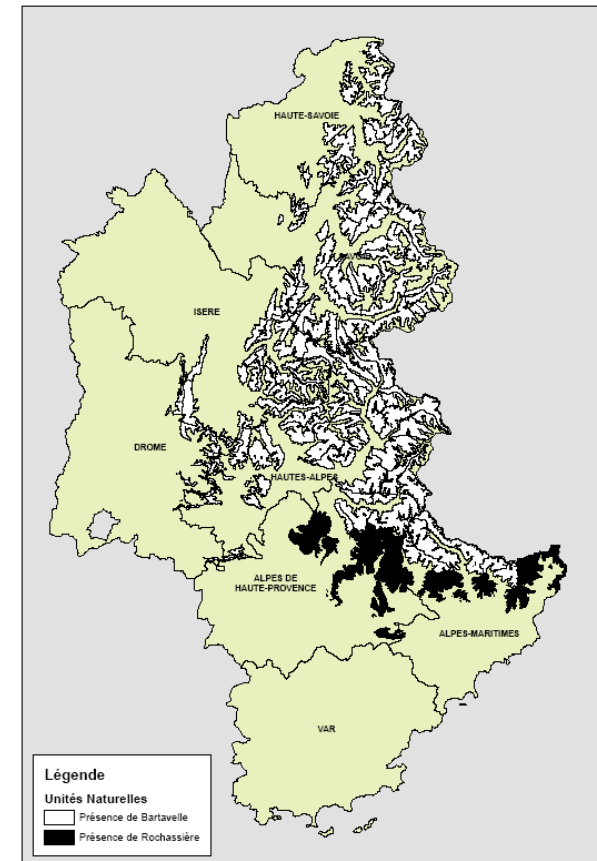 HAUTE-SAVOIE
SAVOIE
ISERE
DROME
HAUTES-ALPES
ALPES DE
HAUTE-PROVENCE
ALPES-MARITIMES
VAR
Légende
Unités Naturelles
Présence de Bartavelle
Présence de Rochassière